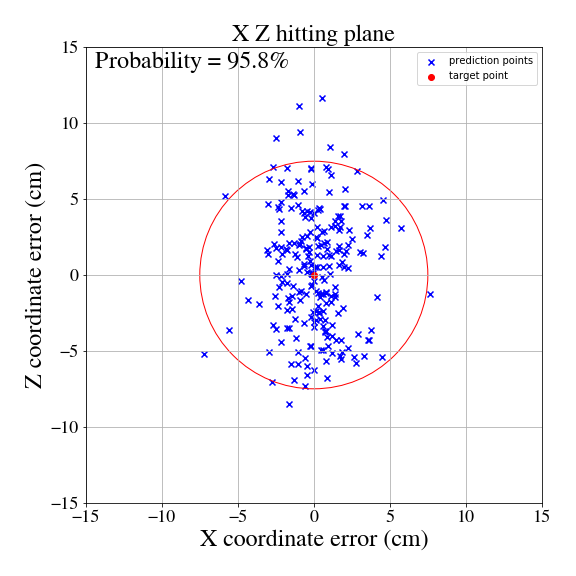 X Z hitting plane
Probability = 95.8%
prediction points
target point
15
10
5
0
−5
−10
−15
Z coordinate error (cm)
−15 −10 −5 0 5 10 15
X coordinate error (cm)